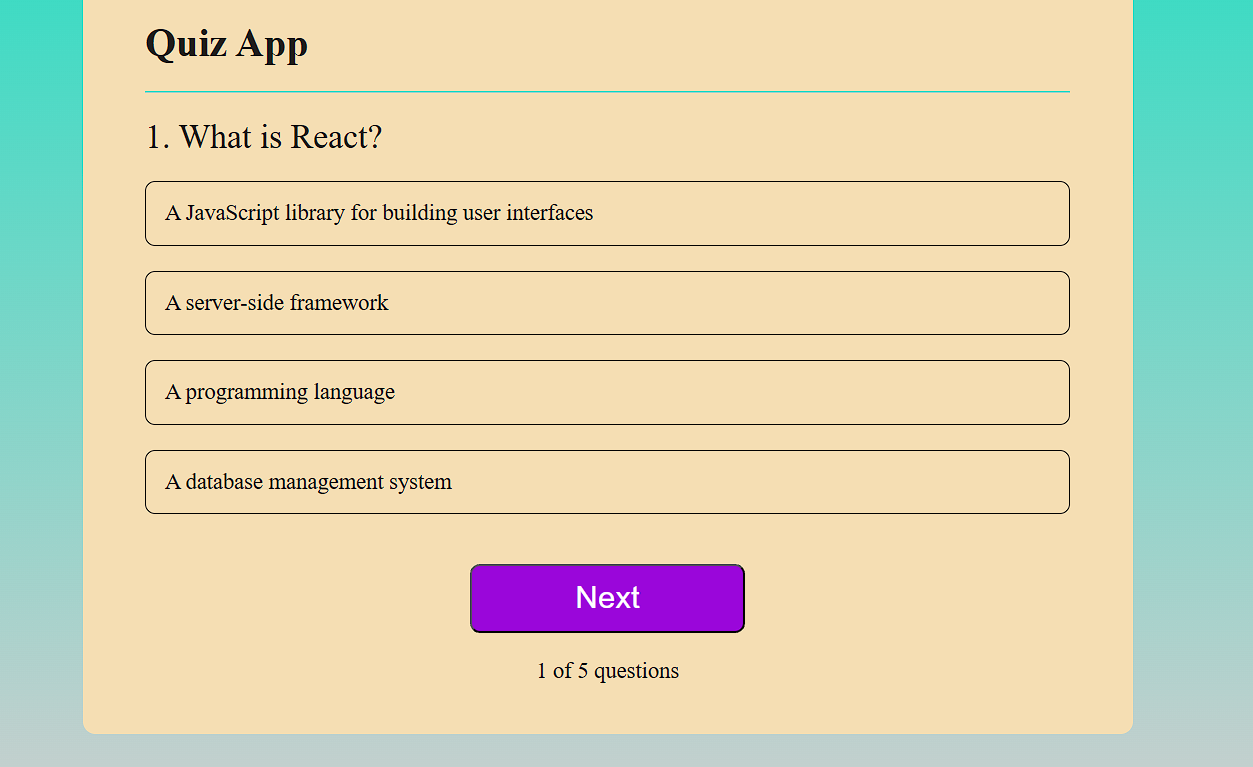 Quiz App
1. What is React?
A JavaScript library for building user interfaces
A server-side framework
A programming language
A database management system
Next
1 of 5 questions